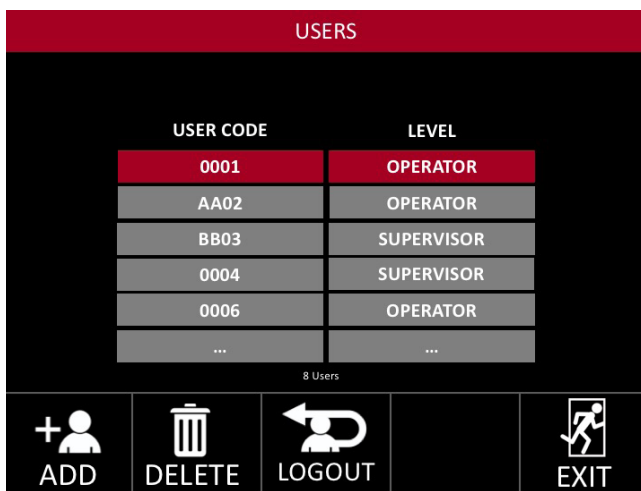 USERS
USER CODE LEVEL
0001 OPERATOR
AA02 OPERATOR
BB03 SUPERVISOR
0004 SUPERVISOR
0006 OPERATOR
... ...
8 Users
ADD DELETE LOGOUT EXIT